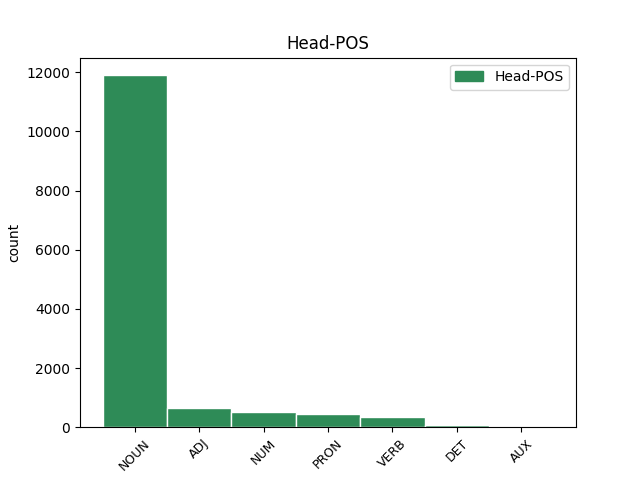 Head-POS
Head-POS
count
12000
10000
8000
6000
4000
2000
0
NOUN
ADJ
NUM
PRON
VERB
DET
AUX